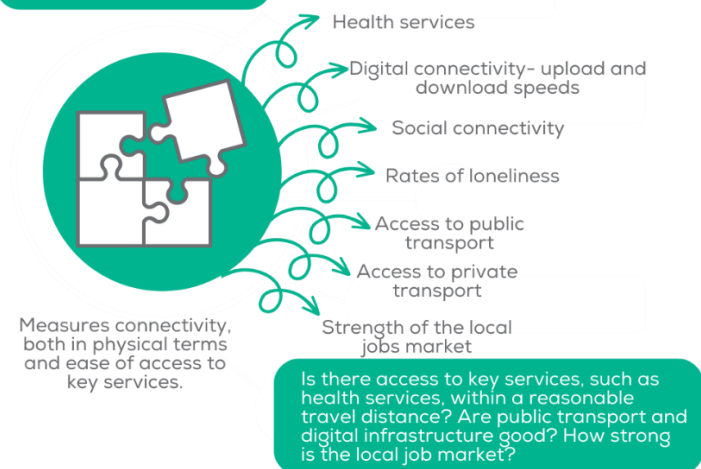 Health services
Digital connectivity- upload and
download speeds
Social connectivity
Rates of loneliness
Access to public
transport
Access to private
transport
Strength of the local
jobs market
Measures connectivity,
both in physical terms
and ease of access to
key services.
Is there access to key services, such as
health services, within a reasonable
travel distance? Are public transport and
digital infrastructure good? How strong
is the local job market?